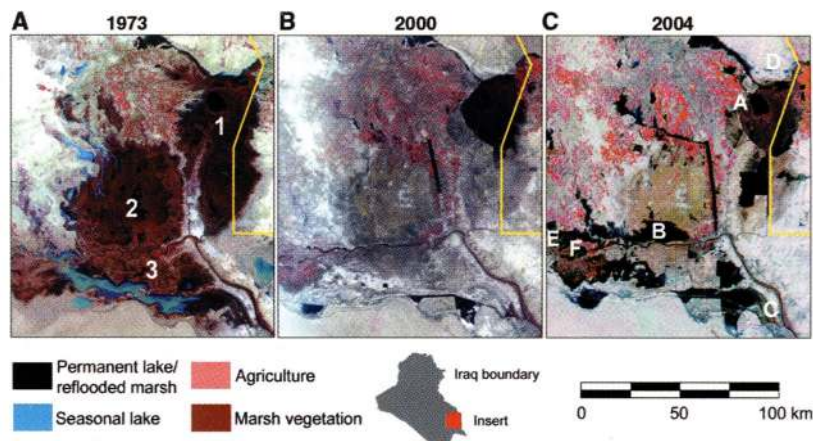 A 1973
B 2000
C 2004
1
2
3
A
B
C
D
E
F
Permanent lake/
reflooded marsh
Seasonal lake
Agriculture
Marsh vegetation
Iraq boundary
Insert
0 50 100 km